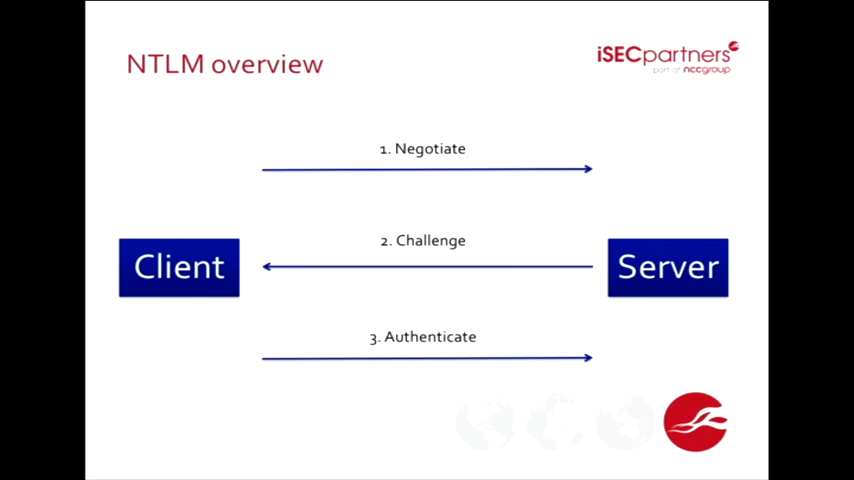 NTLM overview
iSECpartners
part of nccgroup
1. Negotiate
2. Challenge
Client
Server
3. Authenticate